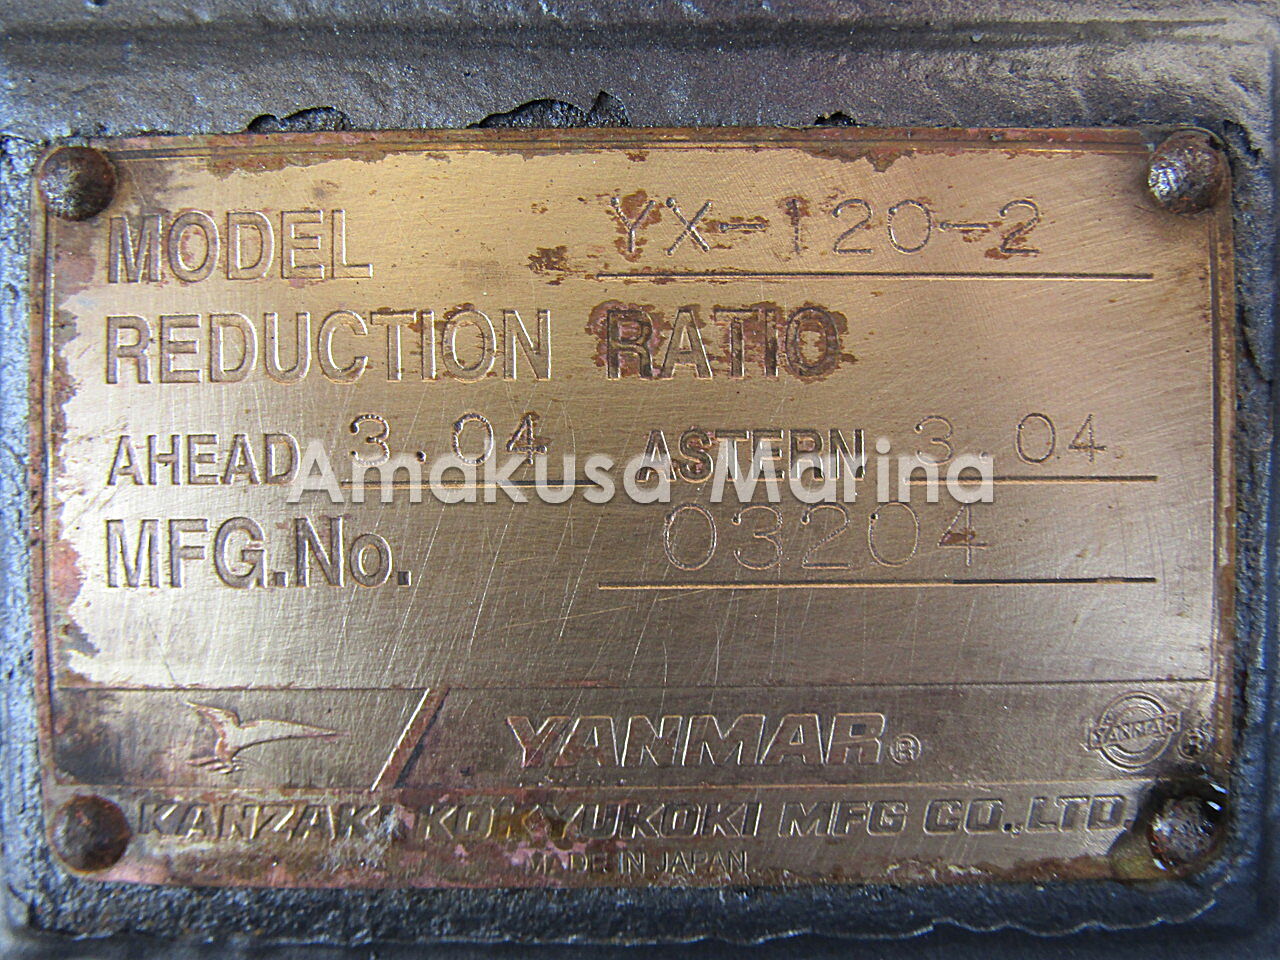 MODEL YX-120-2
REDUCTION RATIO
AHEAD 3.04 ASTERN 3.04
Amakusa Marina
MFG.No. 03204
YANMAR® YANMAR ®
KANZAKI KOKYUKOKI MFG CO.,LTD.
MADE IN JAPAN